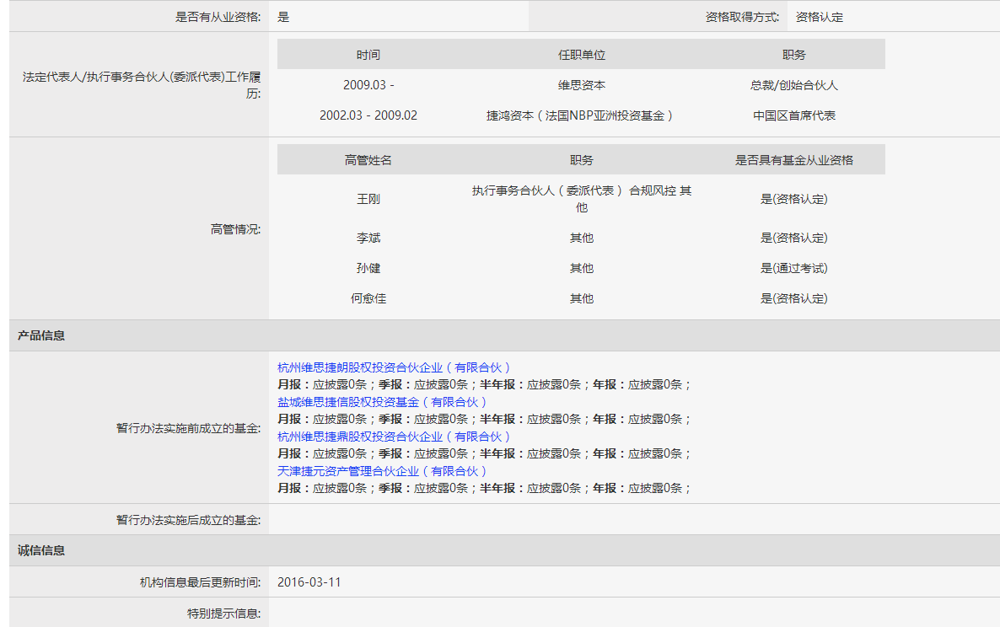 是否有从业资格: 是 资格取得方式: 资格认定
法定代表人/执行事务合伙人(委派代表)工作履
历:
时间 任职单位 职务
2009.03 - 维思资本 总裁/创始合伙人
2002.03 - 2009.02 捷鸿资本（法国NBP亚洲投资基金） 中国区首席代表
高管情况:
高管姓名 职务 是否具有基金从业资格
王刚 执行事务合伙人（委派代表） 合规风控 其
他 是(资格认定)
李斌 其他 是(资格认定)
孙健 其他 是(通过考试)
何愈佳 其他 是(资格认定)
产品信息
暂行办法实施前成立的基金:
杭州维思捷朗股权投资合伙企业（有限合伙）
月报：应披露0条；季报：应披露0条；半年报：应披露0条；年报：应披露0条；
盐城维思捷信股权投资基金（有限合伙）
月报：应披露0条；季报：应披露0条；半年报：应披露0条；年报：应披露0条；
杭州维思捷鼎股权投资合伙企业（有限合伙）
月报：应披露0条；季报：应披露0条；半年报：应披露0条；年报：应披露0条；
天津捷元资产管理合伙企业（有限合伙）
月报：应披露0条；季报：应披露0条；半年报：应披露0条；年报：应披露0条；
暂行办法实施后成立的基金:
诚信信息
机构信息最后更新时间: 2016-03-11
特别提示信息: